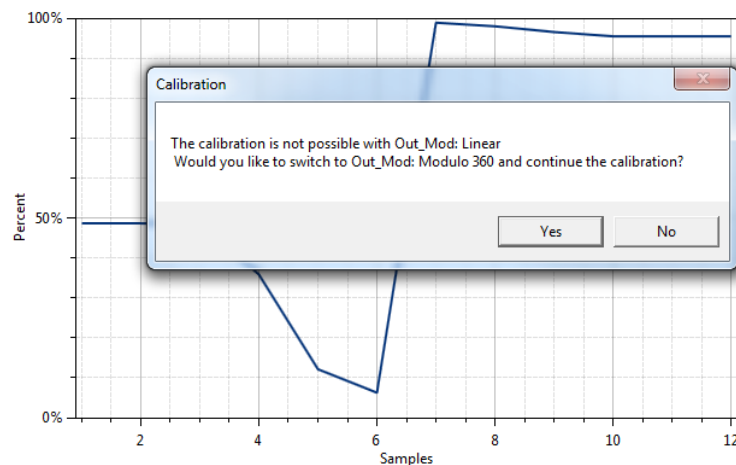 100%
Calibration
The calibration is not possible with Out_Mod: Linear
Would you like to switch to Out_Mod: Modulo 360 and continue the calibration?
Percent
50%
Yes No
0%
2 4 6 8 10 12
Samples